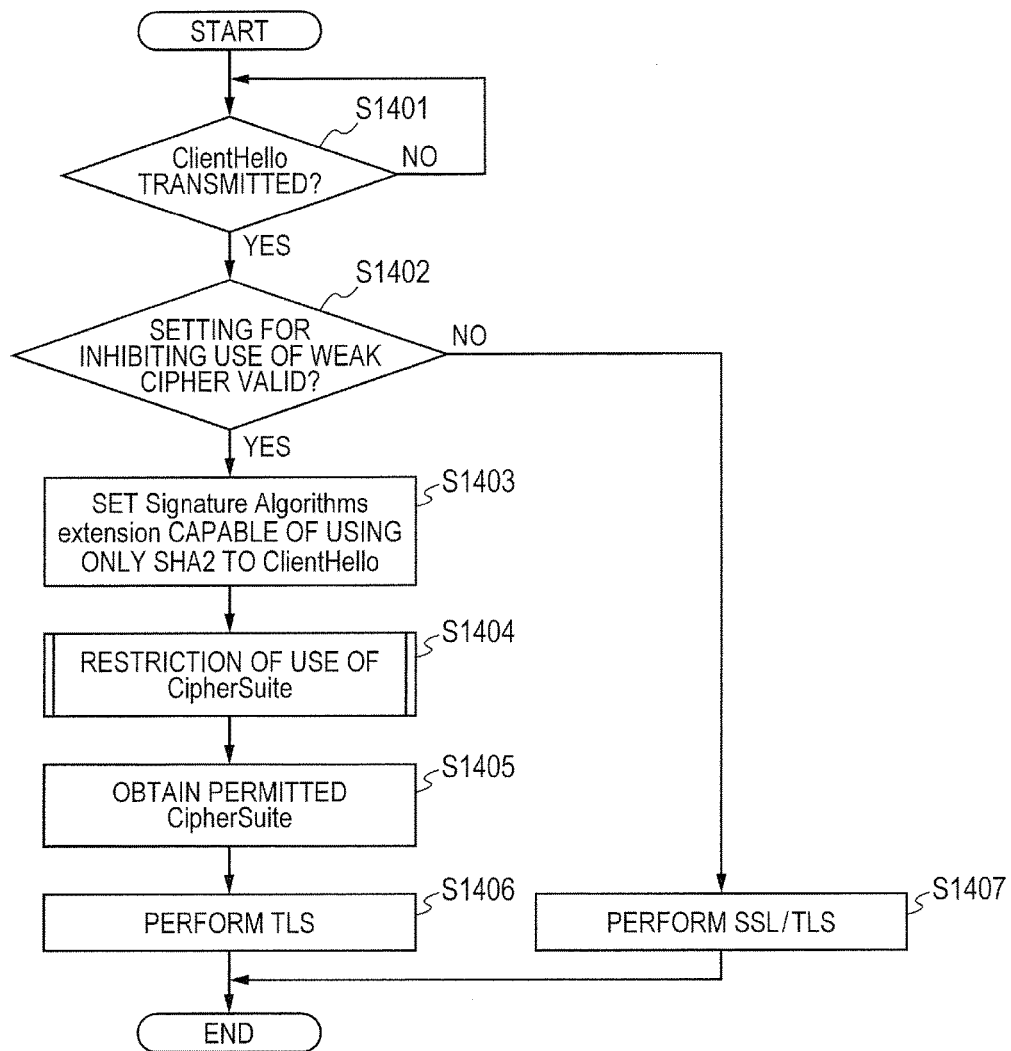 START
S1401
ClientHello
TRANSMITTED?
NO
YES
S1402
SETTING FOR
INHIBITING USE OF WEAK
CIPHER VALID?
NO
YES
S1403
SET Signature Algorithms
extension CAPABLE OF USING
ONLY SHA2 TO ClientHello
S1404
RESTRICTION OF USE OF
CipherSuite
S1405
OBTAIN PERMITTED
CipherSuite
S1406
PERFORM TLS
S1407
PERFORM SSL/TLS
END